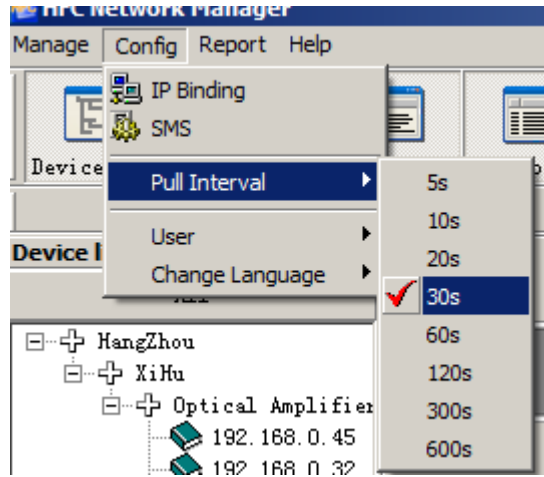 HFC Network Manager
Manage Config Report Help
IP Binding
SMS
Device
Pull Interval
5s
10s
User
20s
Device
Change Language
30s
60s
HangZhou
120s
XiHu
300s
Optical Amplifier
600s
192.168.0.45
192.168.0.32